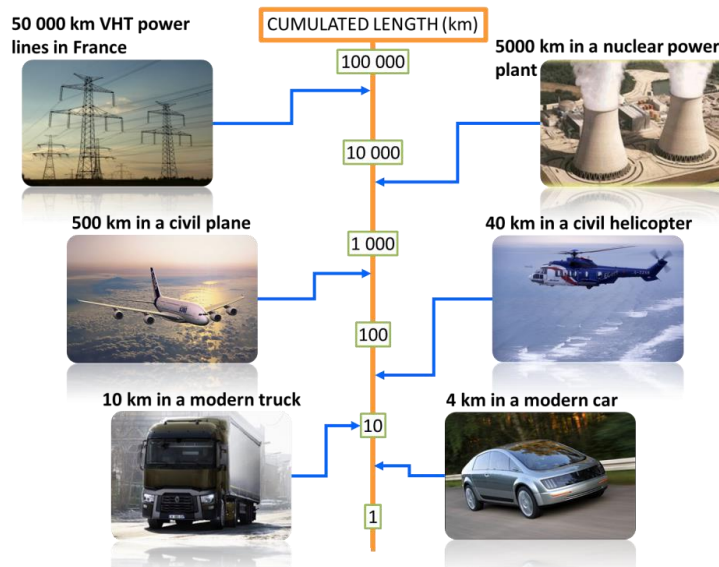 50 000 km VHT power
lines in France
CUMULATED LENGTH (km)
5000 km in a nuclear power
plant
100 000
10 000
500 km in a civil plane
40 km in a civil helicopter
1 000
100
10 km in a modern truck
4 km in a modern car
10
1